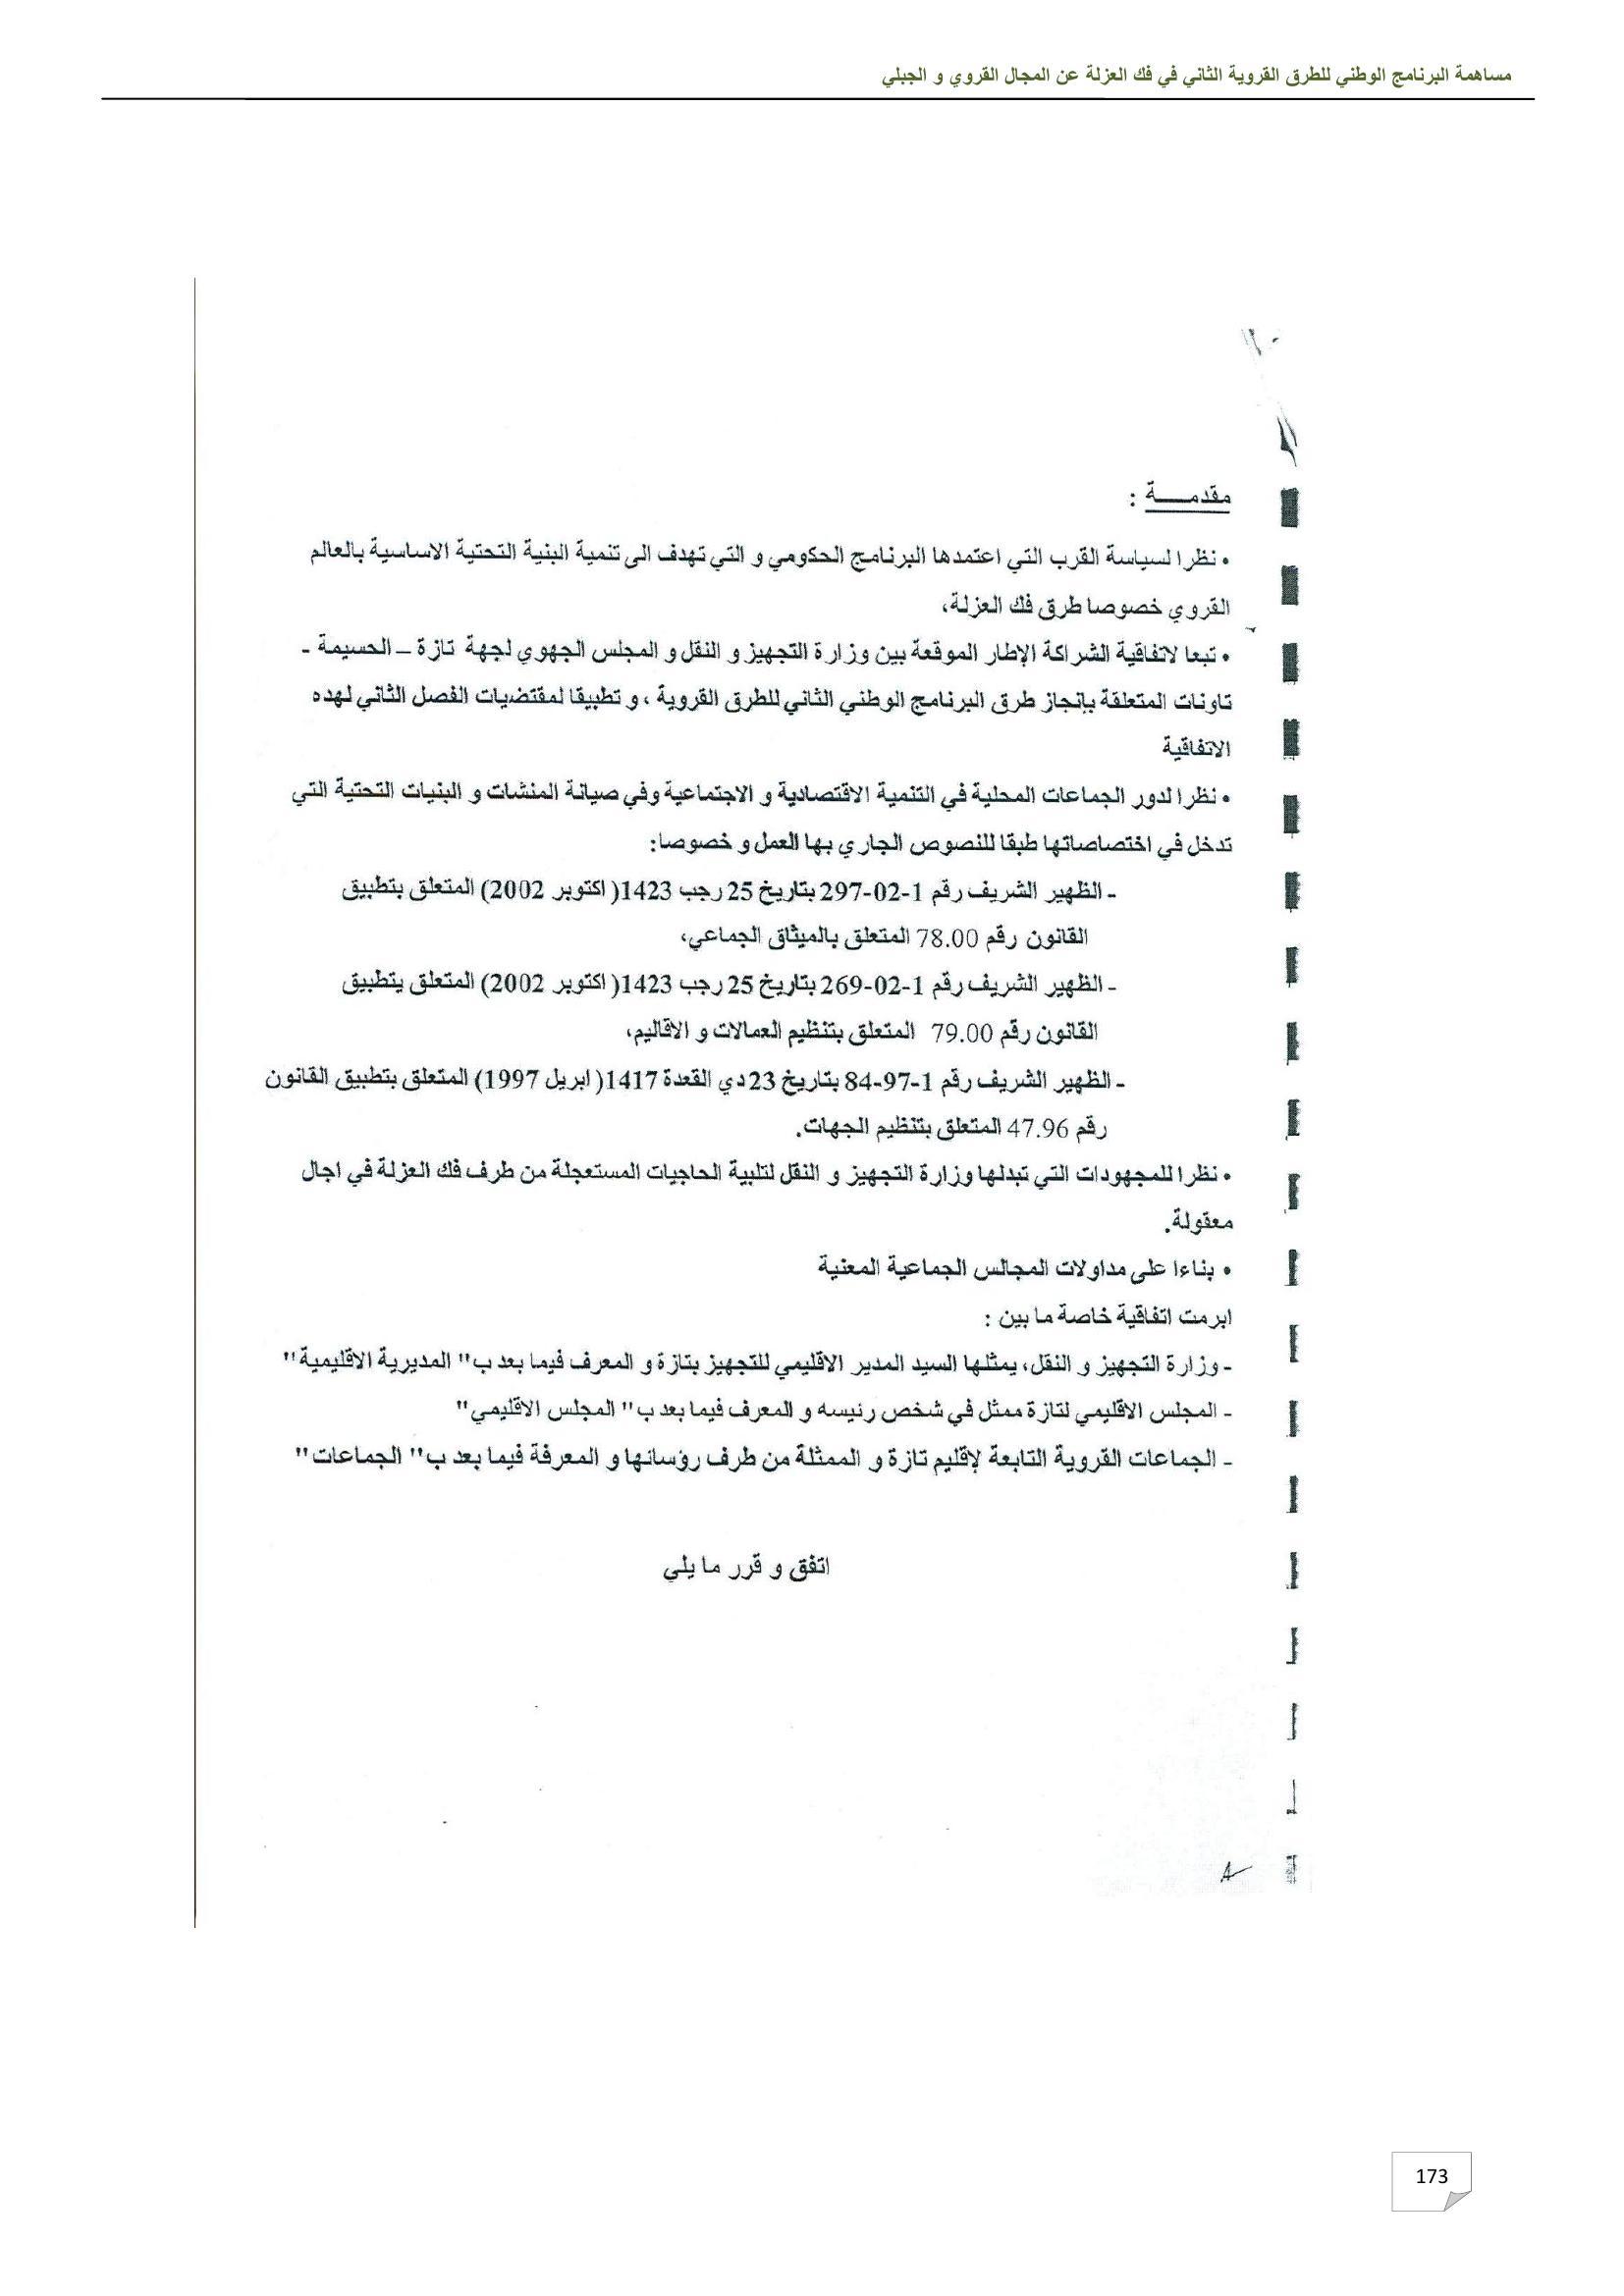 مساهمة البرنامج الوطني للطرق القروية الثاني في فك العزلة عن المجال القروي و الجبلي
مقدمـــــة :
• نظرا لسياسة القرب التي اعتمدها البرنامج الحكومي و التي تهدف الى تنمية البنية التحتية الاساسية بالعالم
القروي خصوصا طرق فك العزلة،
• تبعا لاتفاقية الشراكة الإطار الموقعة بين وزارة التجهيز و النقل و المجلس الجهوي لجهة تازة – الحسيمة -
تاونات المتعلقة بإنجاز طرق البرنامج الوطني الثاني للطرق القروية ، و تطبيقا لمقتضيات الفصل الثاني لهده
الاتفاقية
• نظرا لدور الجماعات المحلية في التنمية الاقتصادية و الاجتماعية وفي صيانة المنشات و البنيات التحتية التي
تدخل في اختصاصاتها طبقا للنصوص الجاري بها العمل و خصوصا:
- الظهير الشريف رقم 1-02-297 بتاريخ 25 رجب 1423( اكتوبر 2002) المتعلق بتطبيق
القانون رقم 78.00 المتعلق بالميثاق الجماعي،
- الظهير الشريف رقم 1-02-269 بتاريخ 25 رجب 1423( اكتوبر 2002) المتعلق يتطبيق
القانون رقم 79.00 المتعلق بتنظيم العمالات و الاقاليم،
- الظهير الشريف رقم 1-97-84 بتاريخ 23 دي القعدة 1417( ابريل 1997) المتعلق بتطبيق القانون
رقم 47.96 المتعلق بتنظيم الجهات.
• نظرا للمجهودات التي تبدلها وزارة التجهيز و النقل لتلبية الحاجيات المستعجلة من طرف فك العزلة في اجال
معقولة.
• بناءا على مداولات المجالس الجماعية المعنية
ابرمت اتفاقية خاصة ما بين :
- وزارة التجهيز و النقل، يمثلها السيد المدير الاقليمي للتجهيز بتازة و المعرف فيما بعد ب" المديرية الاقليمية"
- المجلس الاقليمي لتازة ممثل في شخص رئيسه و المعرف فيما بعد ب" المجلس الاقليمي"
- الجماعات القروية التابعة لإقليم تازة و الممثلة من طرف رؤسائها و المعرفة فيما بعد ب" الجماعات"
اتفق و قرر ما يلي
173